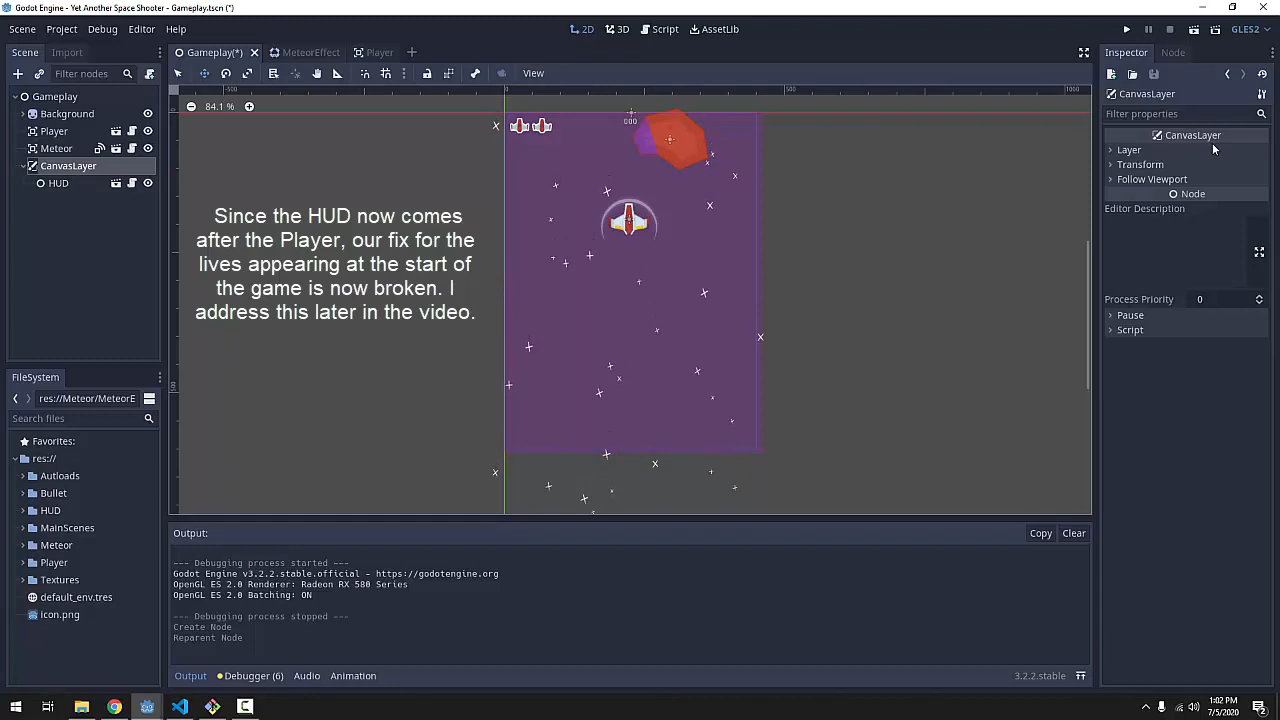 Godot Engine - Yet Another Space Shooter - Gameplay.tscn (*)
Scene Project Debug Editor Help
2D 3D Script AssetLib
GLES2
Scene Import
Gameplay(*) MeteorEffect Player
Inspector Node
Filter nodes
View
CanvasLayer
Filter properties
84.1 %
-500 0 500 1000
500
Gameplay
Background
Player
Meteor
CanvasLayer
HUD
Since the HUD now comes
after the Player, our fix for the
lives appearing at the start of
the game is now broken. I
address this later in the video.
CanvasLayer
Layer
Transform
Follow Viewport
Node
Editor Description
Process Priority 0
Pause
Script
FileSystem
res://Meteor/MeteorE
Search files
Favorites:
res://
Autloads
Bullet
HUD
MainScenes
Meteor
Player
Textures
default_env.tres
icon.png
Output:
Copy Clear
--- Debugging process started ---
Godot Engine v3.2.2.stable.official - https://godotengine.org
OpenGL ES 2.0 Renderer: Radeon RX 580 Series
OpenGL ES 2.0 Batching: ON
--- Debugging process stopped ---
Create Node
Reparent Node
Output Debugger (6) Audio Animation
3.2.2.stable
1:02 PM
7/5/2020
2